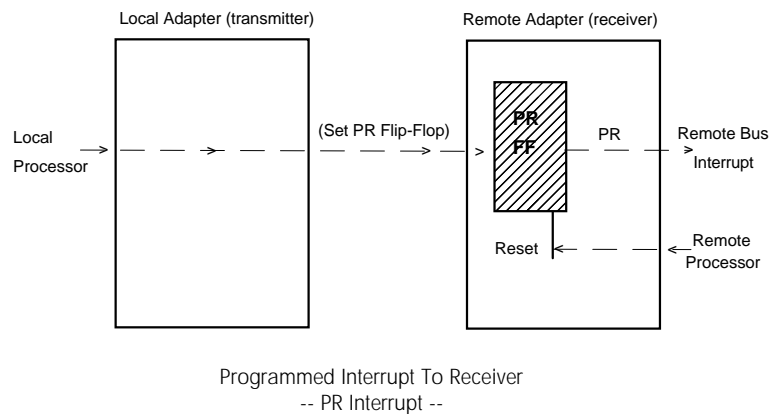 Local Adapter (transmitter)
Remote Adapter (receiver)
Local
Processor
(Set PR Flip-Flop)
PR
FF
PR
Remote Bus
Interrupt
Reset
Remote
Processor
Programmed Interrupt To Receiver
-- PR Interrupt --